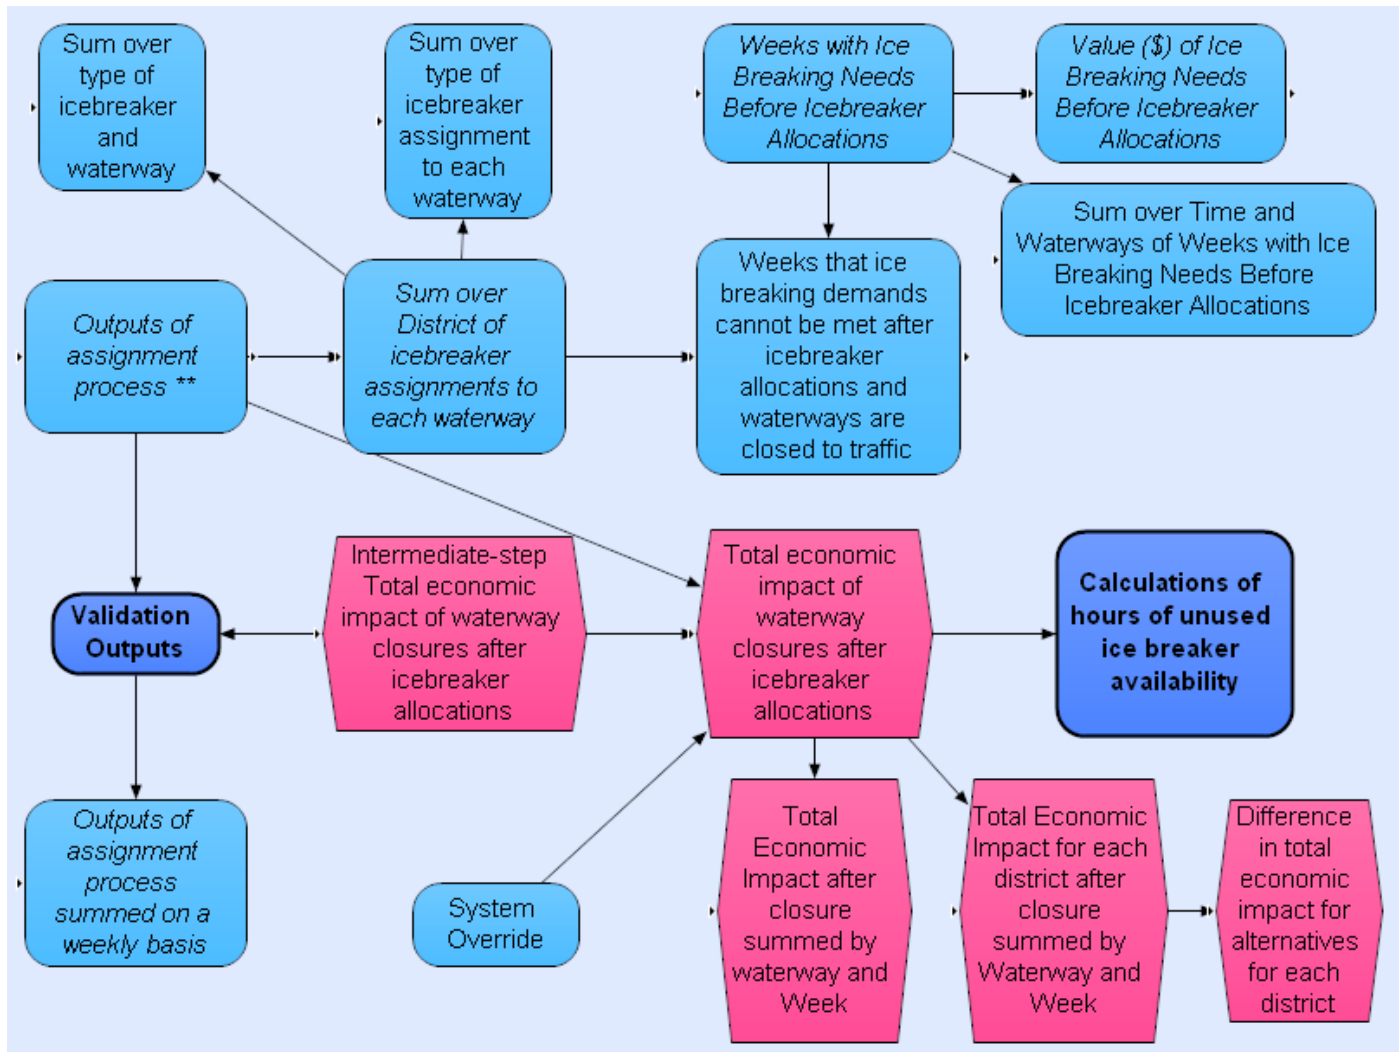 Sum over
type of
icebreaker
and
waterway
Sum over
type of
icebreaker
assignment
to each
waterway
Weeks with Ice
Breaking Needs
Before Icebreaker
Allocations
Value ($) of Ice
Breaking Needs
Before Icebreaker
Allocations
Sum over Time and
Waterways of Weeks with Ice
Breaking Needs Before
Icebreaker Allocations
Outputs of
assignment
process **
Sum over
District of
icebreaker
assignments to
each waterway
Weeks that ice
breaking demands
cannot be met after
icebreaker
allocations and
waterways are
closed to traffic
Validation
Outputs
Intermediate-step
Total economic
impact of waterway
closures after
icebreaker
allocations
Total economic
impact of
waterway
closures after
icebreaker
allocations
Calculations of
hours of unused
ice breaker
availability
Outputs of
assignment
process
summed on a
weekly basis
System
Override
Total
Economic
Impact after
closure
summed by
waterway and
Week
Total Economic
Impact for each
district after
closure
summed by
Waterway and
Week
Difference
in total
economic
impact for
alternatives
for each
district